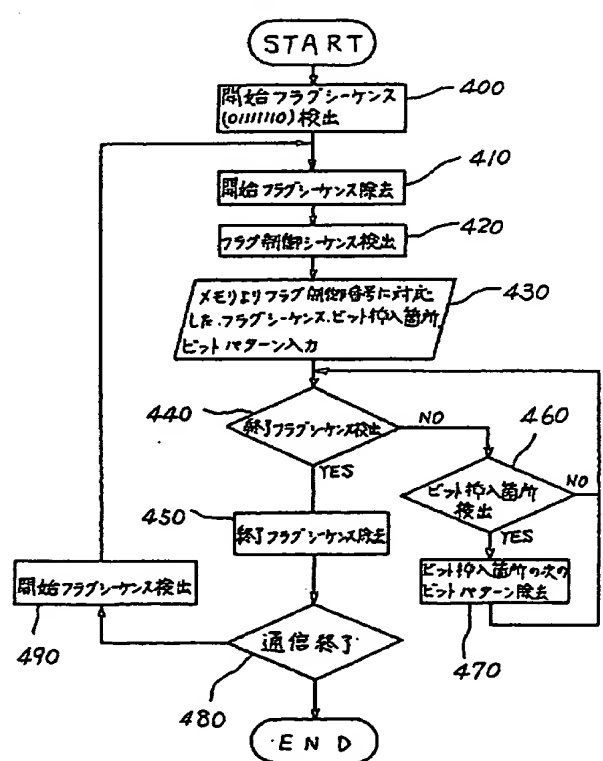 START
開始フラグシーケンス
(01111110)検出
400
開始フラグシーケンス除去
410
フラグ制御シーケンス検出
420
メモリよりフラグ制御番号に対応
した、フラグシーケンス、ビット挿入箇所、
ビットパターン入力
430
440
終了フラグシーケンス検出
NO
YES
460
ビット挿入箇所
検出
NO
YES
450
終了フラグシーケンス除去
ビット挿入箇所の次の
ビットパターン除去
470
開始フラグシーケンス検出
490
通信終了
480
END